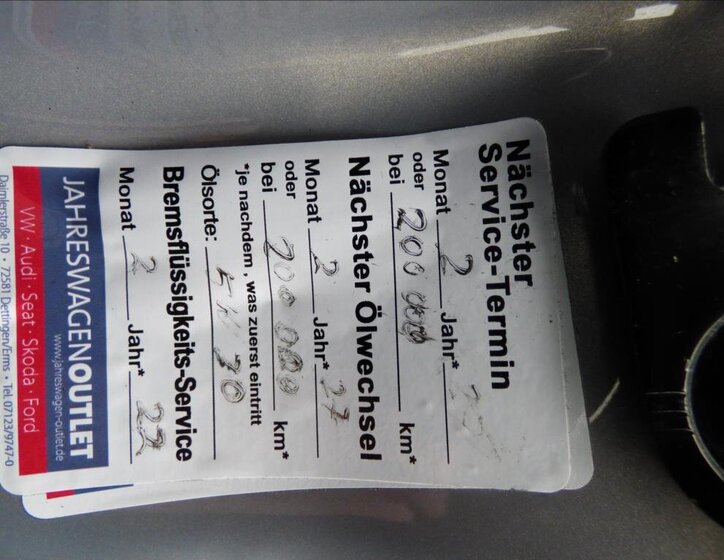 Nächster
Service-Termin
Monat 2 Jahr*
oder
bei 200 000 km*
Nächster Ölwechsel
Monat 2 Jahr*
oder
bei 200 000 km*
*je nachdem , was zuerst eintritt
Ölsorte: 5W30
Bremsflüssigkeits-Service
Monat 2 Jahr* 22
JAHRESWAGENOUTLET
www.jahreswagen-outlet.de
VW · Audi · Seat · Skoda · Ford
Daimlerstraße 10 · 72581 Dettingen/Erms · Tel. 07123/9747-0